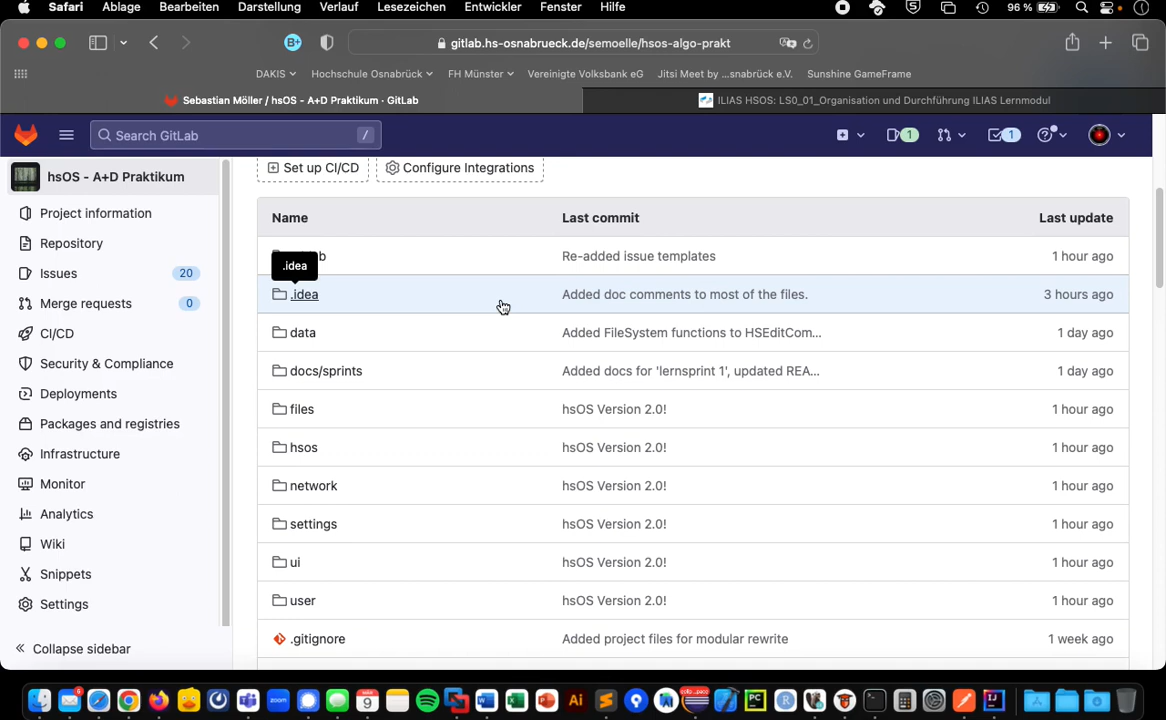 Safari Ablage Bearbeiten Darstellung Verlauf Lesezeichen Entwickler Fenster Hilfe 96 %
gitlab.hs-osnabrueck.de/semoelle/hsos-algo-prakt
DAKIS Hochschule Osnabrück FH Münster Vereinigte Volksbank eG Jitsi Meet by ...snabrück e.V. Sunshine GameFrame
Sebastian Möller / hsOS - A+D Praktikum · GitLab
ILIAS HSOS: LS0_01_Organisation und Durchführung ILIAS Lernmodul
Search GitLab /
1 1
hsOS - A+D Praktikum
Project information
Repository
Issues 20
Merge requests 0
CI/CD
Security & Compliance
Deployments
Packages and registries
Infrastructure
Monitor
Analytics
Wiki
Snippets
Settings
Collapse sidebar
Set up CI/CD Configure Integrations
Name Last commit Last update
b Re-added issue templates 1 hour ago
.idea
.idea Added doc comments to most of the files. 3 hours ago
data Added FileSystem functions to HSEditCom... 1 day ago
docs/sprints Added docs for 'lernsprint 1', updated REA... 1 day ago
files hsOS Version 2.0! 1 hour ago
hsos hsOS Version 2.0! 1 hour ago
network hsOS Version 2.0! 1 hour ago
settings hsOS Version 2.0! 1 hour ago
ui hsOS Version 2.0! 1 hour ago
user hsOS Version 2.0! 1 hour ago
.gitignore Added project files for modular rewrite 1 week ago